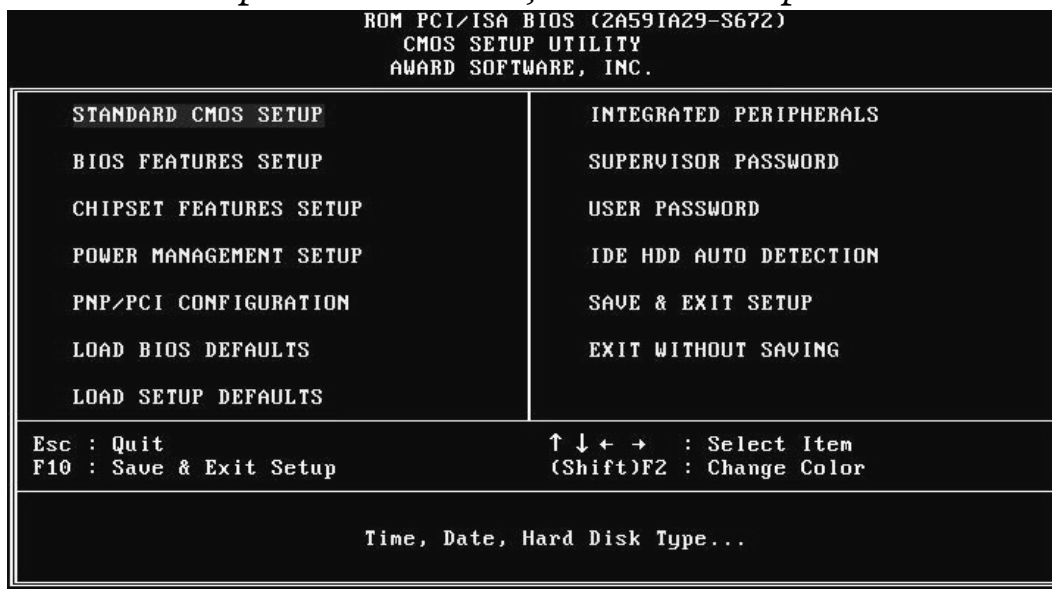 ROM PCI/ISA BIOS (2A59IA29-S672)
CMOS SETUP UTILITY
AWARD SOFTWARE, INC.
STANDARD CMOS SETUP
BIOS FEATURES SETUP
CHIPSET FEATURES SETUP
POWER MANAGEMENT SETUP
PNP/PCI CONFIGURATION
LOAD BIOS DEFAULTS
LOAD SETUP DEFAULTS
INTEGRATED PERIPHERALS
SUPERVISOR PASSWORD
USER PASSWORD
IDE HDD AUTO DETECTION
SAVE & EXIT SETUP
EXIT WITHOUT SAVING
Esc : Quit
F10 : Save & Exit Setup
↑ ↓ ← → : Select Item
(Shift)F2 : Change Color
Time, Date, Hard Disk Type...